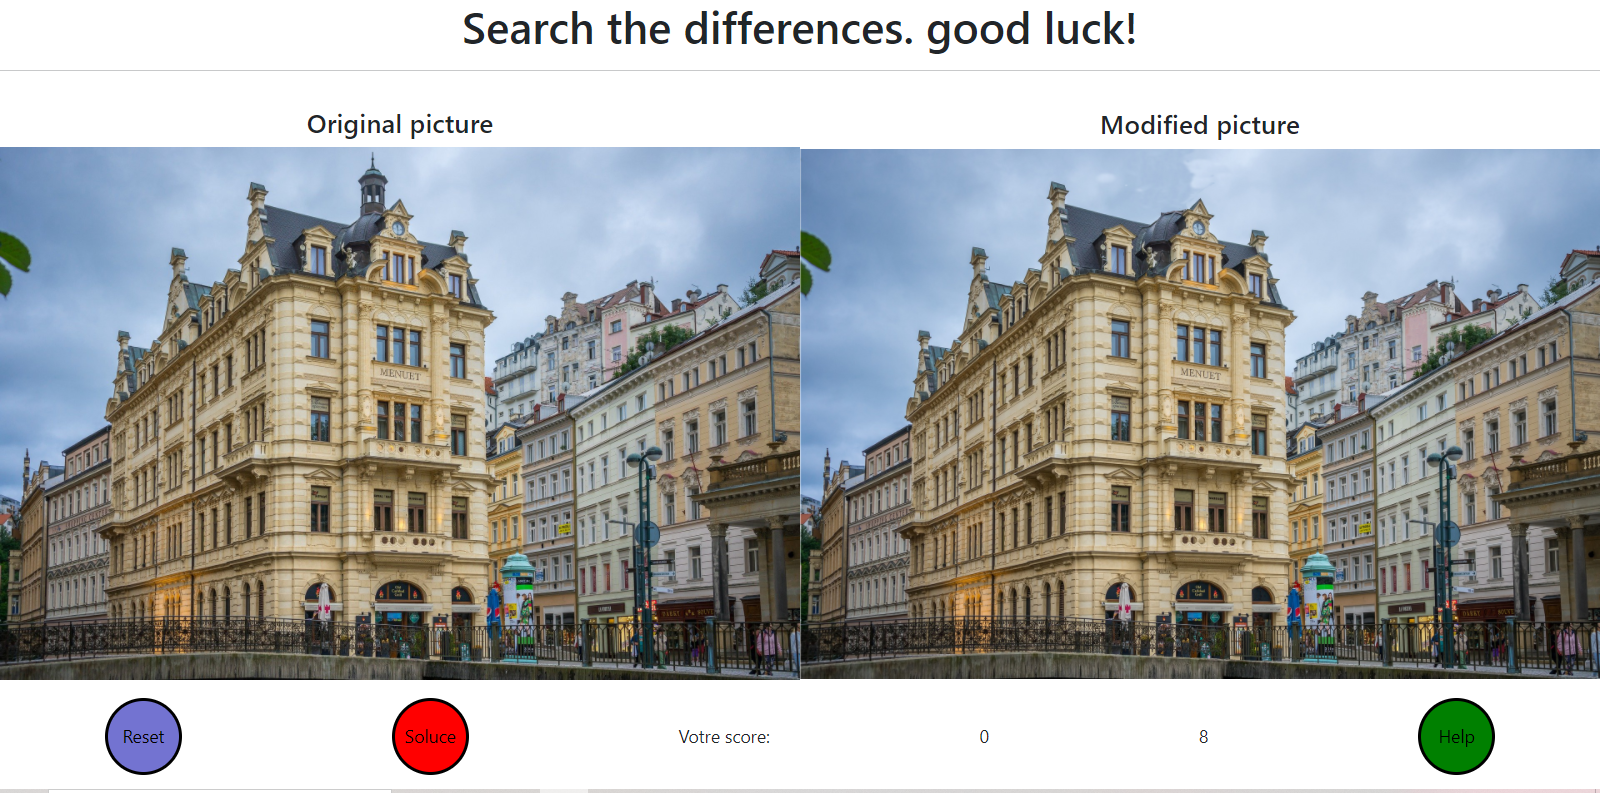 Search the differences. good luck!
Original picture
Modified picture
MENUET
MENUET
Reset
Soluce
Votre score:
0
8
Help